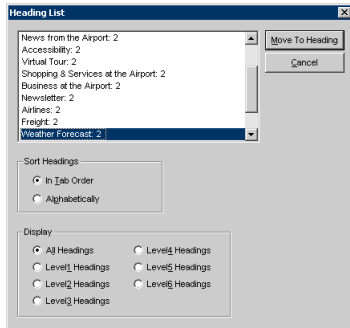 Heading List
News from the Airport: 2
Accessibility: 2
Virtual Tour: 2
Shopping & Services at the Airport: 2
Business at the Airport: 2
Newsletter: 2
Airlines: 2
Freight: 2
Weather Forecast: 2
Move To Heading
Cancel
Sort Headings
In Tab Order
Alphabetically
Display
All Headings
Level1 Headings
Level2 Headings
Level3 Headings
Level4 Headings
Level5 Headings
Level6 Headings